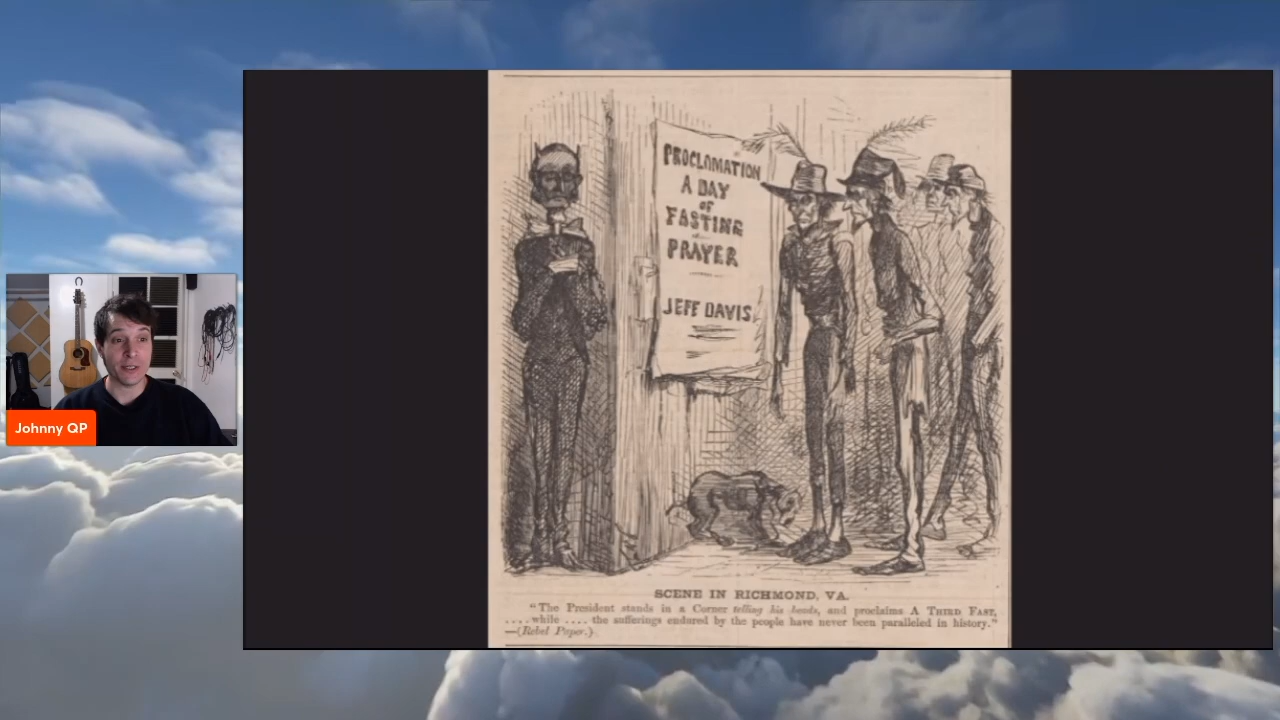 Johnny QP
PROCLAMATION
A DAY
OF
FASTING
PRAYER
JEFF DAVIS.
SCENE IN RICHMOND, VA.
"The President stands in a Corner telling his beads, and proclaims A THIRD FAST,
. . . . while . . . . the sufferings endured by the people have never been paralleled in history."
—(Rebel Paper.)